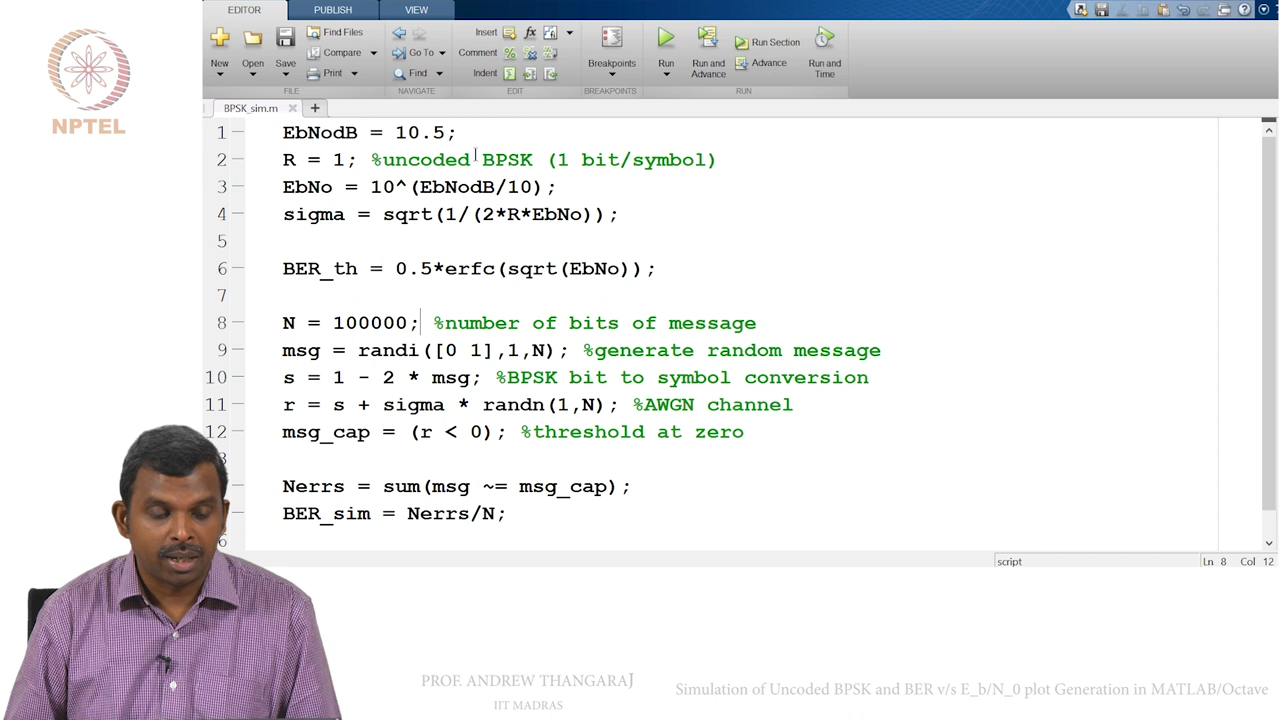 EDITOR PUBLISH VIEW
New Open Save Find Files Compare Print
FILE
Go To Find
NAVIGATE
Insert fx
Comment
Indent
EDIT
Breakpoints
BREAKPOINTS
Run Run and Advance Run Section Advance Run and Time
RUN
BPSK_sim.m
NPTEL
1 EbNodB = 10.5;
2 R = 1; %uncoded BPSK (1 bit/symbol)
3 EbNo = 10^(EbNodB/10);
4 sigma = sqrt(1/(2*R*EbNo));
5
6 BER_th = 0.5*erfc(sqrt(EbNo));
7
8 N = 100000; %number of bits of message
9 msg = randi([0 1],1,N); %generate random message
10 s = 1 - 2 * msg; %BPSK bit to symbol conversion
11 r = s + sigma * randn(1,N); %AWGN channel
12 msg_cap = (r < 0); %threshold at zero
Nerrs = sum(msg ~= msg_cap);
BER_sim = Nerrs/N;
script Ln 8 Col 12
PROF. ANDREW THANGARAJ
IIT MADRAS
Simulation of Uncoded BPSK and BER v/s E_b/N_0 plot Generation in MATLAB/Octave